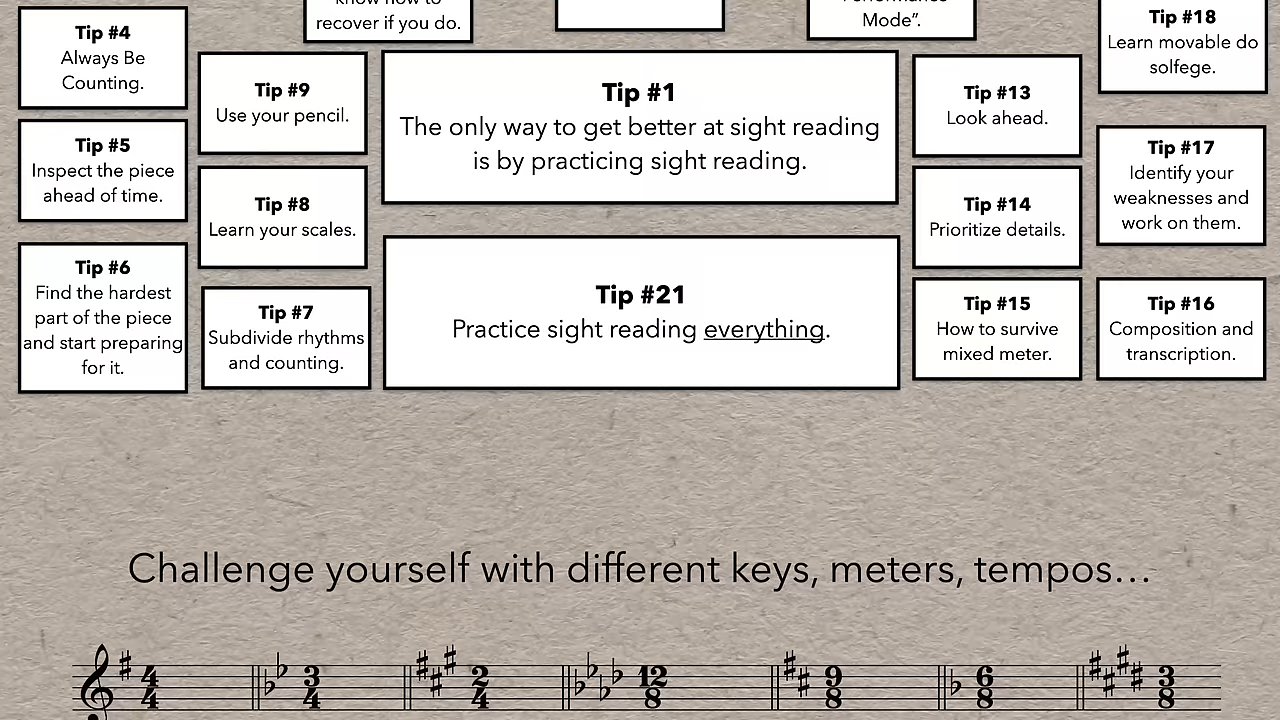 recover if you do.
Mode”.
Tip #4
Always Be
Counting.
Tip #5
Inspect the piece
ahead of time.
Tip #6
Find the hardest
part of the piece
and start preparing
for it.
Tip #9
Use your pencil.
Tip #8
Learn your scales.
Tip #7
Subdivide rhythms
and counting.
Tip #1
The only way to get better at sight reading
is by practicing sight reading.
Tip #21
Practice sight reading everything.
Tip #13
Look ahead.
Tip #14
Prioritize details.
Tip #15
How to survive
mixed meter.
Tip #18
Learn movable do
solfege.
Tip #17
Identify your
weaknesses and
work on them.
Tip #16
Composition and
transcription.
Challenge yourself with different keys, meters, tempos…
4 3 2 12 9 6 3
4 4 4 8 8 8 8